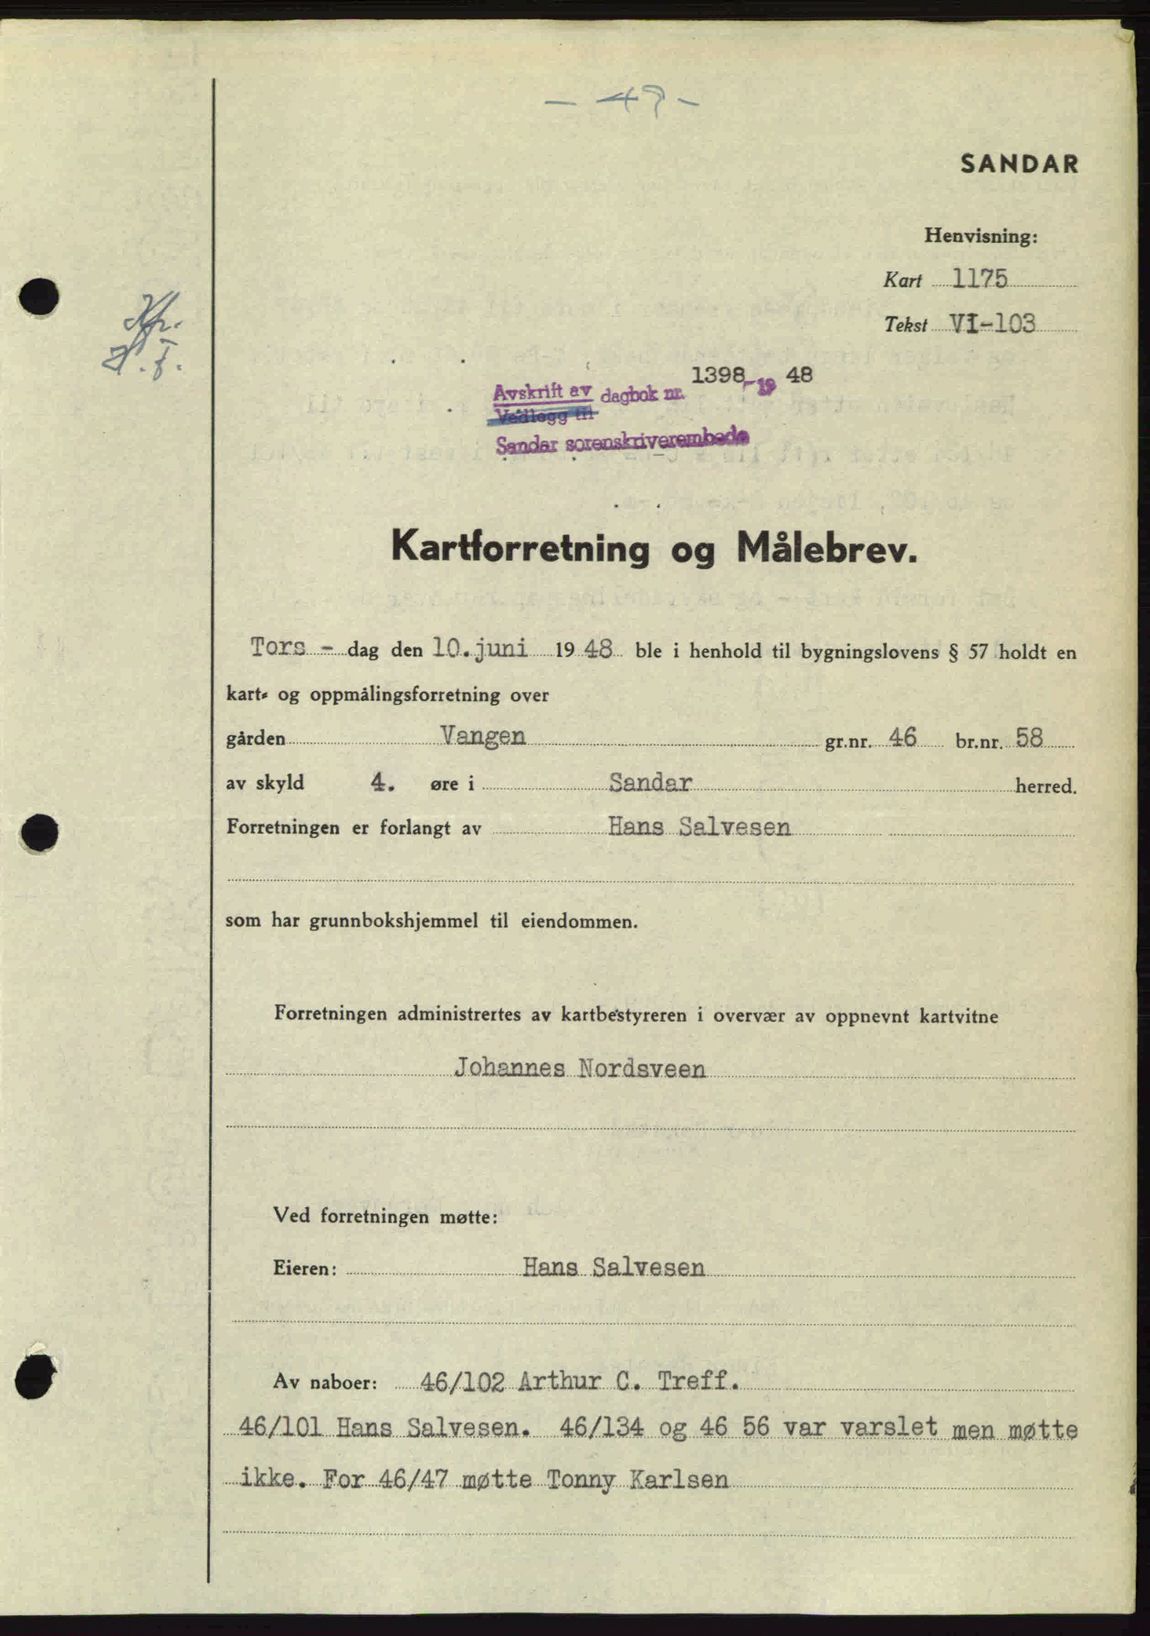 - 47 -
SANDAR
Henvisning:
Kart 1175
Tekst VI-103
Avskrift av dagbok nr. 1398-19 48
Vedlegg til
Sandar sorenskriverembede
Kartforretning og Målebrev.
Tors - dag den 10. juni 19 48 ble i henhold til bygningslovens § 57 holdt en
kart- og oppmålingsforretning over
gården Vangen gr.nr. 46 br.nr. 58
av skyld 4. øre i Sandar herred.
Forretningen er forlangt av Hans Salvesen
som har grunnbokshjemmel til eiendommen.
Forretningen administrertes av kartbestyreren i overvær av oppnevnt kartvitne
Johannes Nordsveen
Ved forretningen møtte:
Eieren: Hans Salvesen
Av naboer: 46/102 Arthur C. Treff.
46/101 Hans Salvesen. 46/134 og 46 56 var varslet men møtte
ikke. For 46/47 møtte Tonny Karlsen